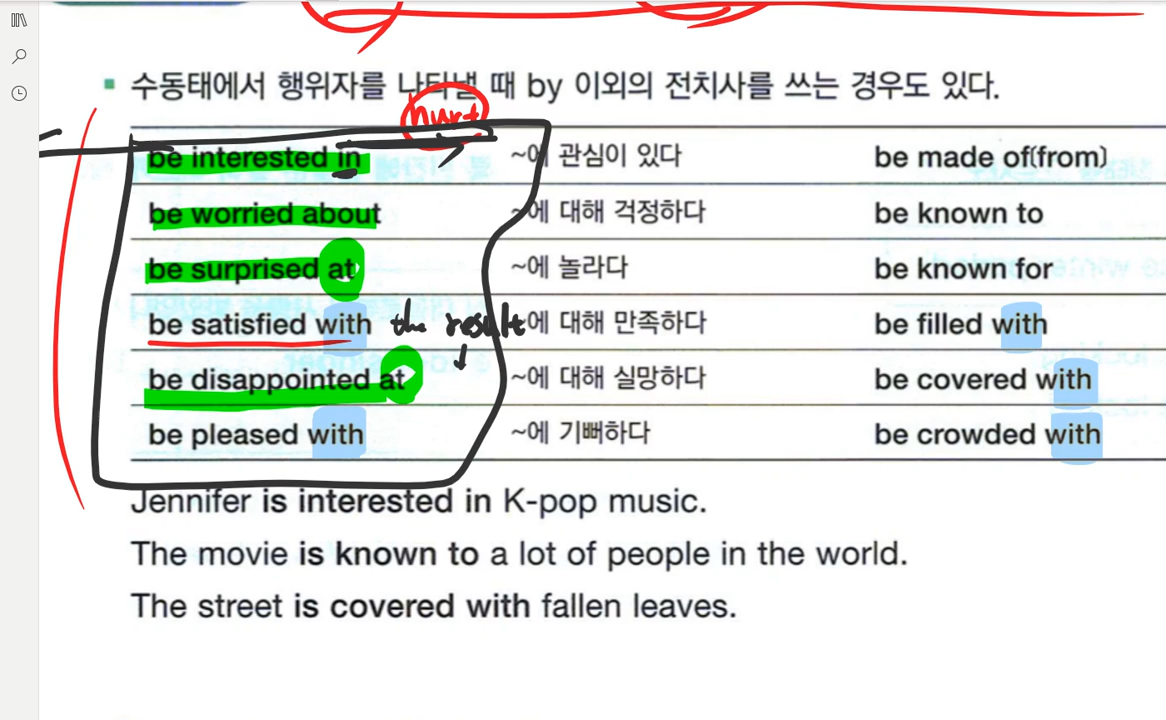 수동태에서 행위자를 나타낼 때 by 이외의 전치사를 쓰는 경우도 있다.
hurt
be interested in ~에 관심이 있다 be made of(from)
be worried about ~에 대해 걱정하다 be known to
be surprised at ~에 놀라다 be known for
be satisfied with the result ~에 대해 만족하다 be filled with
be disappointed at ~에 대해 실망하다 be covered with
be pleased with ~에 기뻐하다 be crowded with
Jennifer is interested in K-pop music.
The movie is known to a lot of people in the world.
The street is covered with fallen leaves.